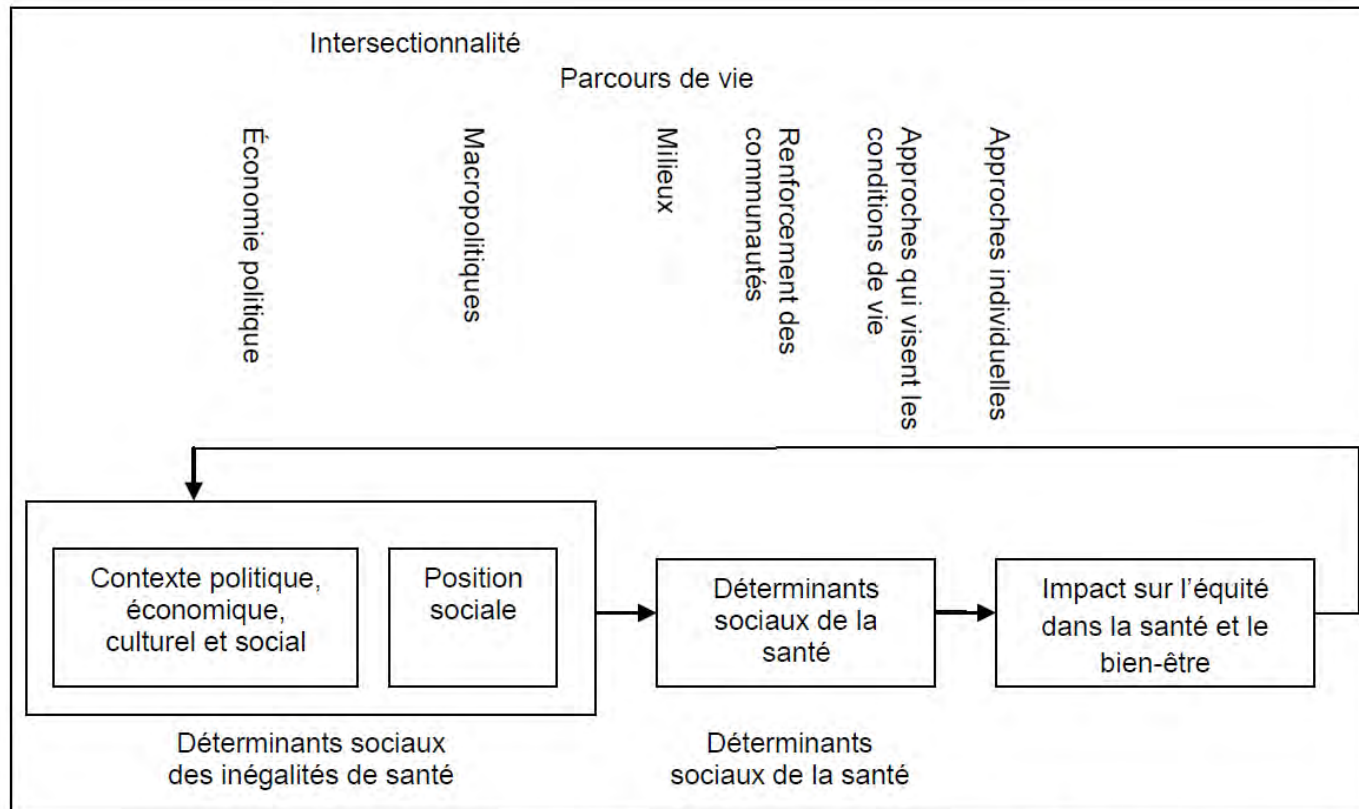 Intersectionnalité
Parcours de vie
Économie politique
Macropolitiques
Milieux
Renforcement des
communautés
Approches qui visent les
conditions de vie
Approches individuelles
Contexte politique,
économique,
culturel et social
Position
sociale
Déterminants
sociaux de la
santé
Impact sur l’équité
dans la santé et le
bien-être
Déterminants sociaux
des inégalités de santé
Déterminants
sociaux de la santé